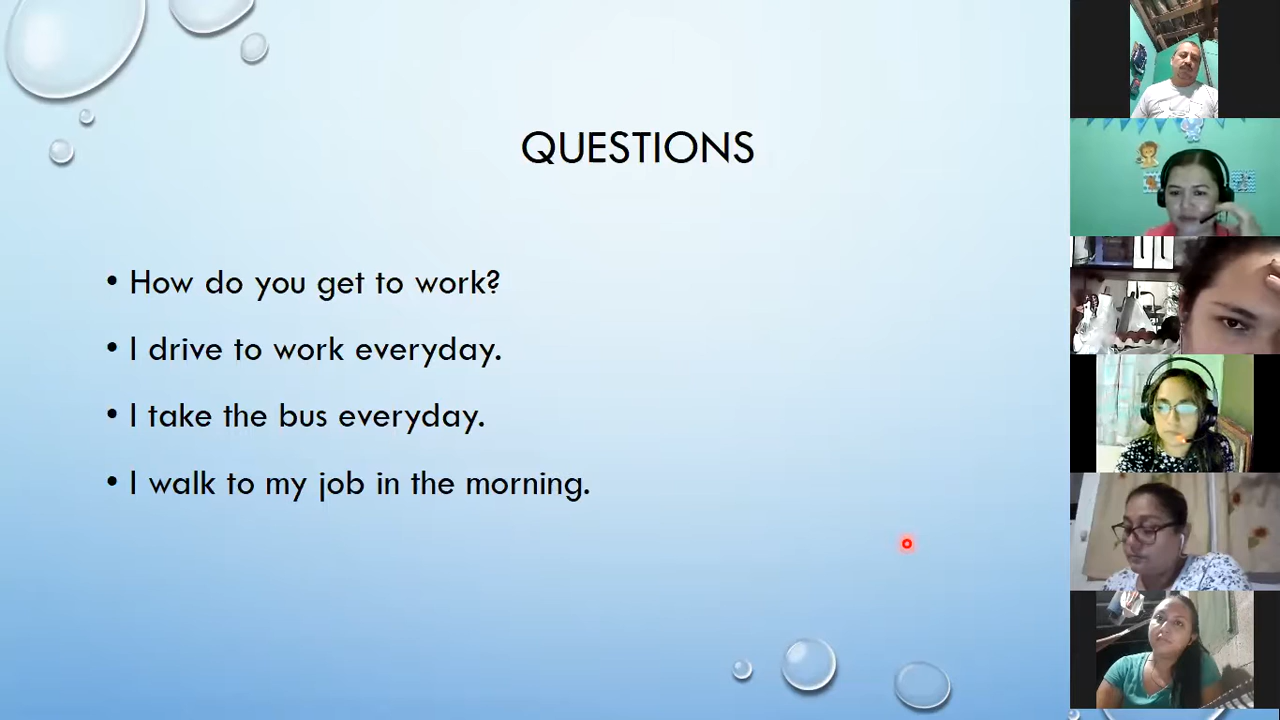 QUESTIONS
• How do you get to work?
• I drive to work everyday.
• I take the bus everyday.
• I walk to my job in the morning.